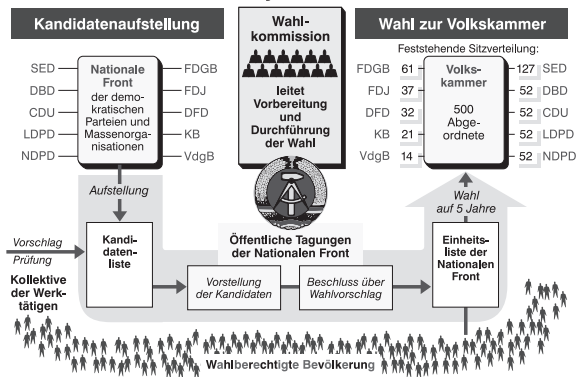 Kandidatenaufstellung
SED
DBD
CDU
LDPD
NDPD
Nationale
Front
der demo-
kratischen
Parteien und
Massenorga-
nisationen
FDGB
FDJ
DFD
KB
VdgB
Wahl-
kommission
leitet
Vorbereitung
und
Durchführung
der Wahl
Wahl zur Volkskammer
Feststehende Sitzverteilung:
FDGB 61
FDJ 37
DFD 32
KB 21
VdgB 14
Volks-
kammer
500
Abge-
ordnete
127 SED
52 DBD
52 CDU
52 LDPD
52 NDPD
Aufstellung
Wahl
auf 5 Jahre
Vorschlag
Prüfung
Kollektive
der Werk-
tätigen
Kandi-
daten-
liste
Öffentliche Tagungen
der Nationalen Front
Vorstellung
der Kandidaten
Beschluss über
Wahlvorschlag
Einheits-
liste der
Nationalen
Front
Wahlberechtigte Bevölkerung